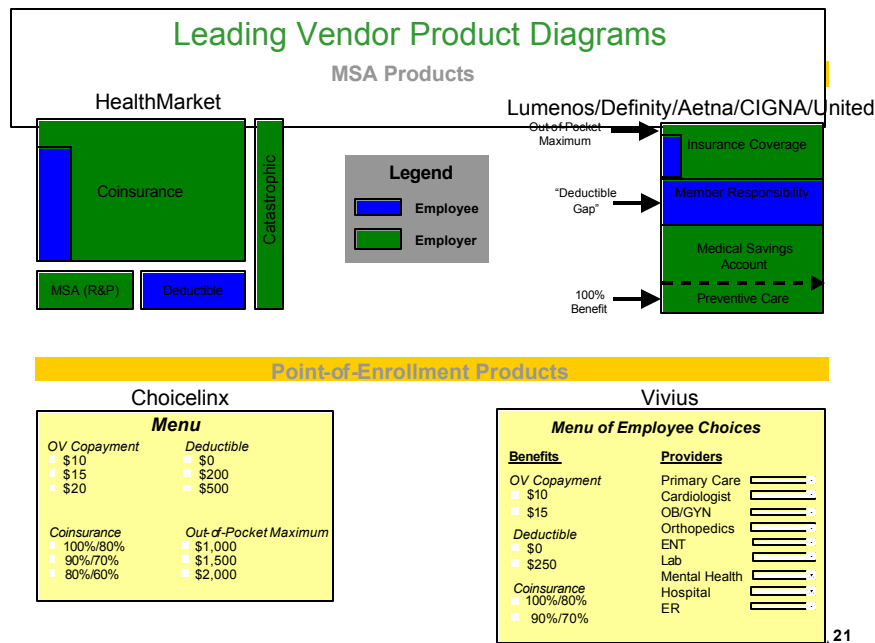 Leading Vendor Product Diagrams
MSA Products
HealthMarket
Coinsurance
Catastrophic
MSA (R&P)
Deductible
Legend
Employee
Employer
Lumenos/Definity/Aetna/CIGNA/United
Out-of-Pocket
Maximum
"Deductible
Gap"
100%
Benefit
Insurance Coverage
Member Responsibility
Medical Savings
Account
Preventive Care
Point-of-Enrollment Products
Choicelinx
Menu
OV Copayment
$10
$15
$20
Deductible
$0
$200
$500
Coinsurance
100%/80%
90%/70%
80%/60%
Out-of-Pocket Maximum
$1,000
$1,500
$2,000
Vivius
Menu of Employee Choices
Benefits
OV Copayment
$10
$15
Deductible
$0
$250
Coinsurance
100%/80%
90%/70%
Providers
Primary Care
Cardiologist
OB/GYN
Orthopedics
ENT
Lab
Mental Health
Hospital
ER
21